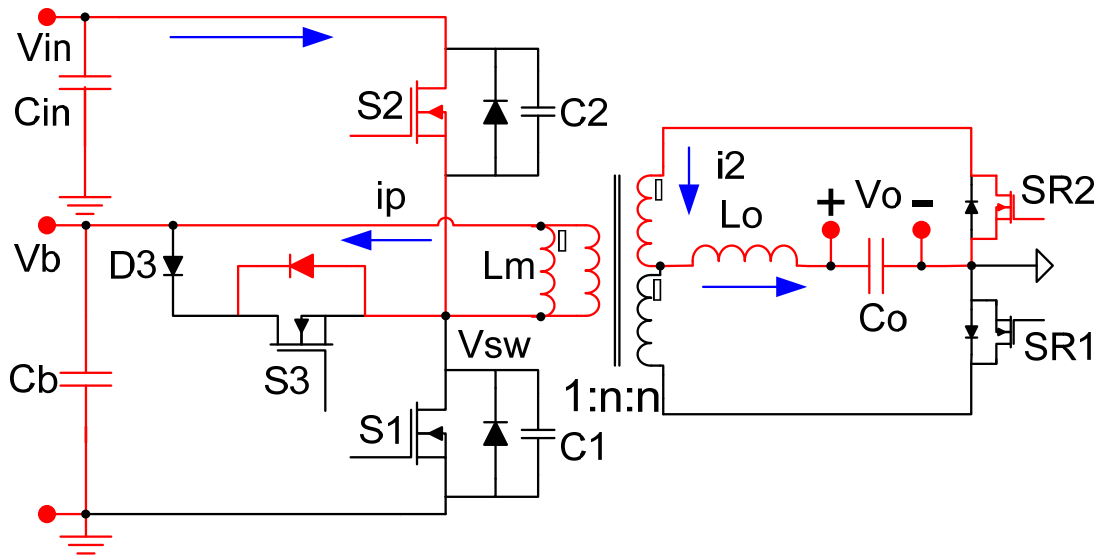 Vin
Cin
S2
C2
ip
i2
Vo
SR2
+
-
Vb
D3
Lm
Lo
Co
Vsw
SR1
Cb
S3
1:n:n
S1
C1